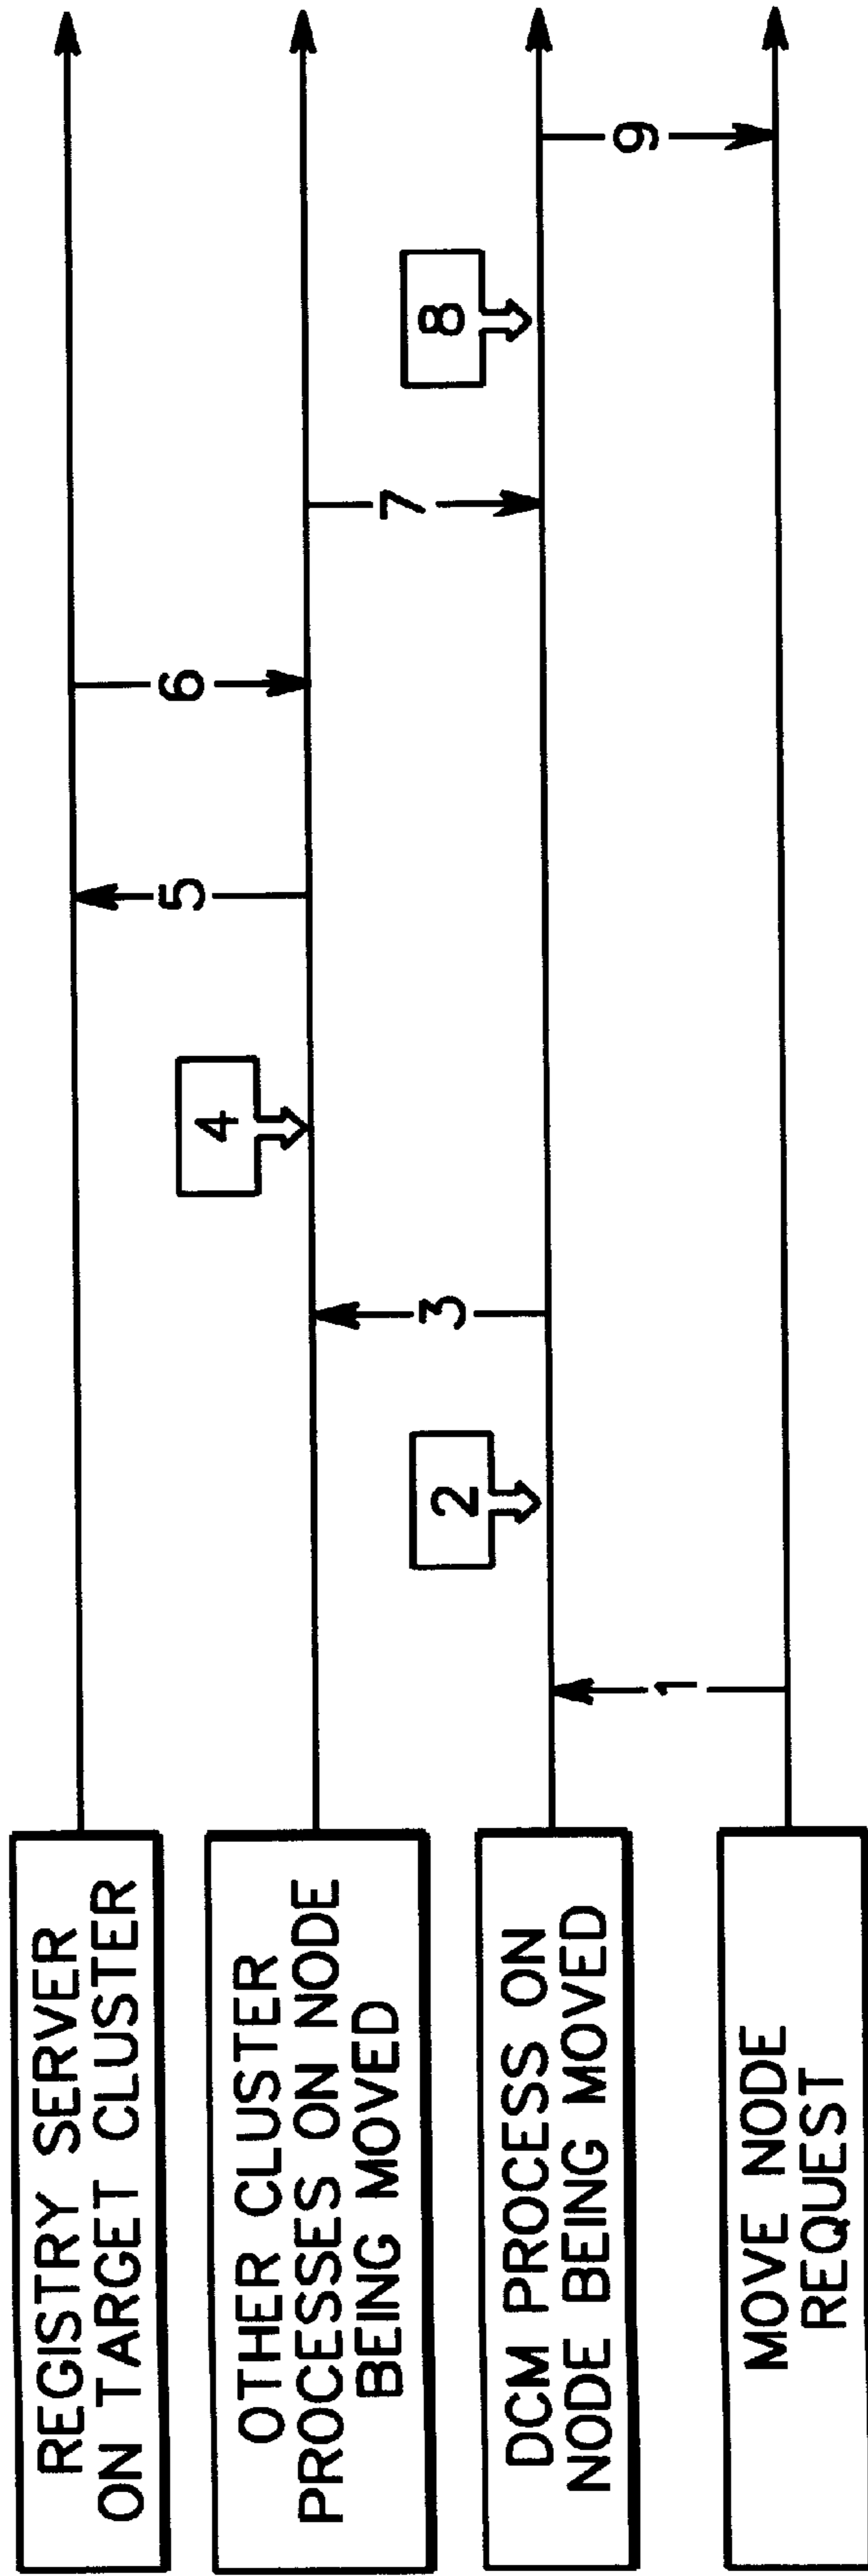 REGISTRY SERVER
ON TARGET CLUSTER
OTHER CLUSTER
PROCESSES ON NODE
BEING MOVED
DCM PROCESS ON
NODE BEING MOVED
MOVE NODE
REQUEST
1
2
3
4
5
6
7
8
9